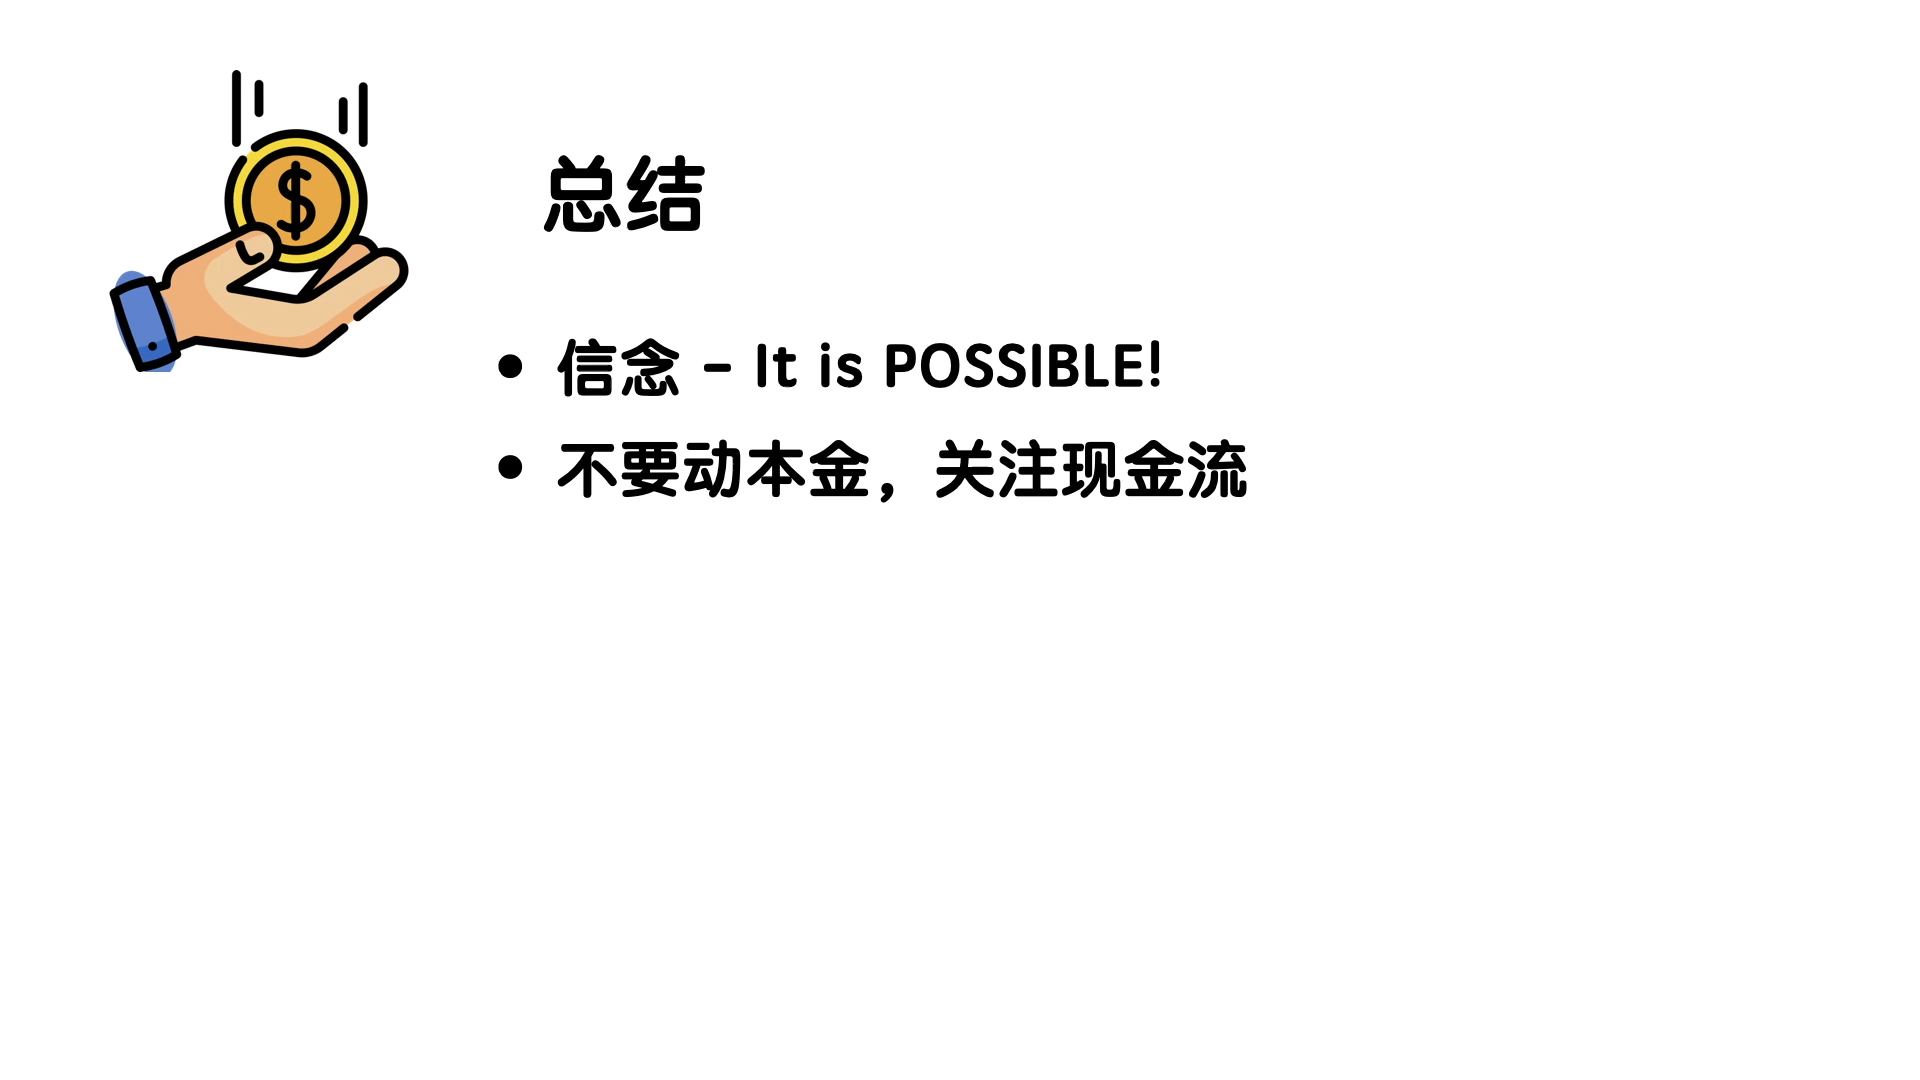 $
总结
• 信念 – It is POSSIBLE!
• 不要动本金，关注现金流